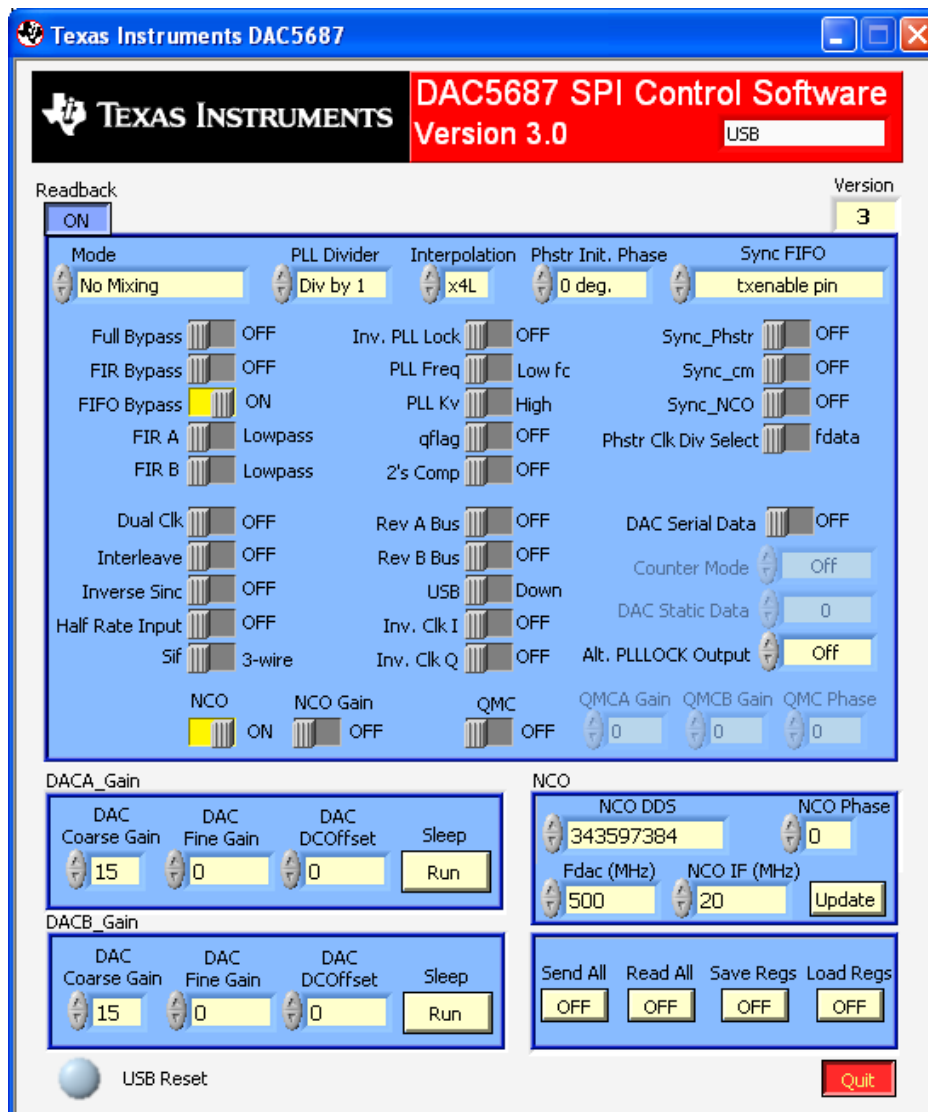 Texas Instruments DAC5687
TEXAS INSTRUMENTS
DAC5687 SPI Control Software
Version 3.0
USB
Readback
ON
Version
3
Mode PLL Divider Interpolation Phstr Init. Phase Sync FIFO
No Mixing Div by 1 x4L 0 deg. txenable pin
Full Bypass OFF Inv. PLL Lock OFF Sync_Phstr OFF
FIR Bypass OFF PLL Freq Low fc Sync_cm OFF
FIFO Bypass ON PLL Kv High Sync_NCO OFF
FIR A Lowpass qflag OFF Phstr Clk Div Select fdata
FIR B Lowpass 2's Comp OFF
Dual Clk OFF Rev A Bus OFF DAC Serial Data OFF
Interleave OFF Rev B Bus OFF Counter Mode Off
Inverse Sinc OFF USB Down DAC Static Data 0
Half Rate Input OFF Inv. Clk I OFF Alt. PLLLOCK Output Off
Sif 3-wire Inv. Clk Q OFF
NCO NCO Gain QMC QMCA Gain QMCB Gain QMC Phase
ON OFF OFF 0 0 0
DACA_Gain
DAC Coarse Gain DAC Fine Gain DAC DCOffset Sleep
15 0 0 Run
NCO
NCO DDS NCO Phase
343597384 0
Fdac (MHz) NCO IF (MHz)
500 20 Update
DACB_Gain
DAC Coarse Gain DAC Fine Gain DAC DCOffset Sleep
15 0 0 Run
Send All Read All Save Regs Load Regs
OFF OFF OFF OFF
USB Reset
Quit